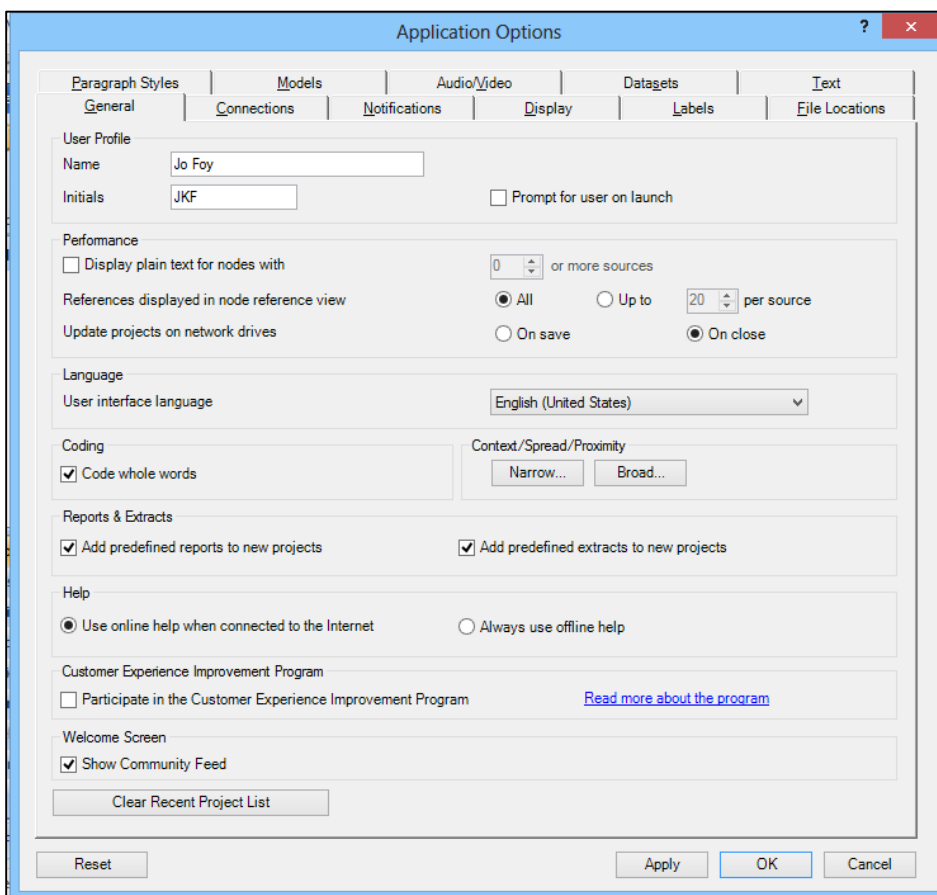 Application Options ? ×
Paragraph Styles Models Audio/Video Datasets Text
General Connections Notifications Display Labels File Locations
User Profile
Name Jo Foy
Initials JKF Prompt for user on launch
Performance
Display plain text for nodes with 0 or more sources
References displayed in node reference view All Up to 20 per source
Update projects on network drives On save On close
Language
User interface language English (United States)
Coding Context/Spread/Proximity
Code whole words Narrow... Broad...
Reports & Extracts
Add predefined reports to new projects Add predefined extracts to new projects
Help
Use online help when connected to the Internet Always use offline help
Customer Experience Improvement Program
Participate in the Customer Experience Improvement Program Read more about the program
Welcome Screen
Show Community Feed
Clear Recent Project List
Reset Apply OK Cancel